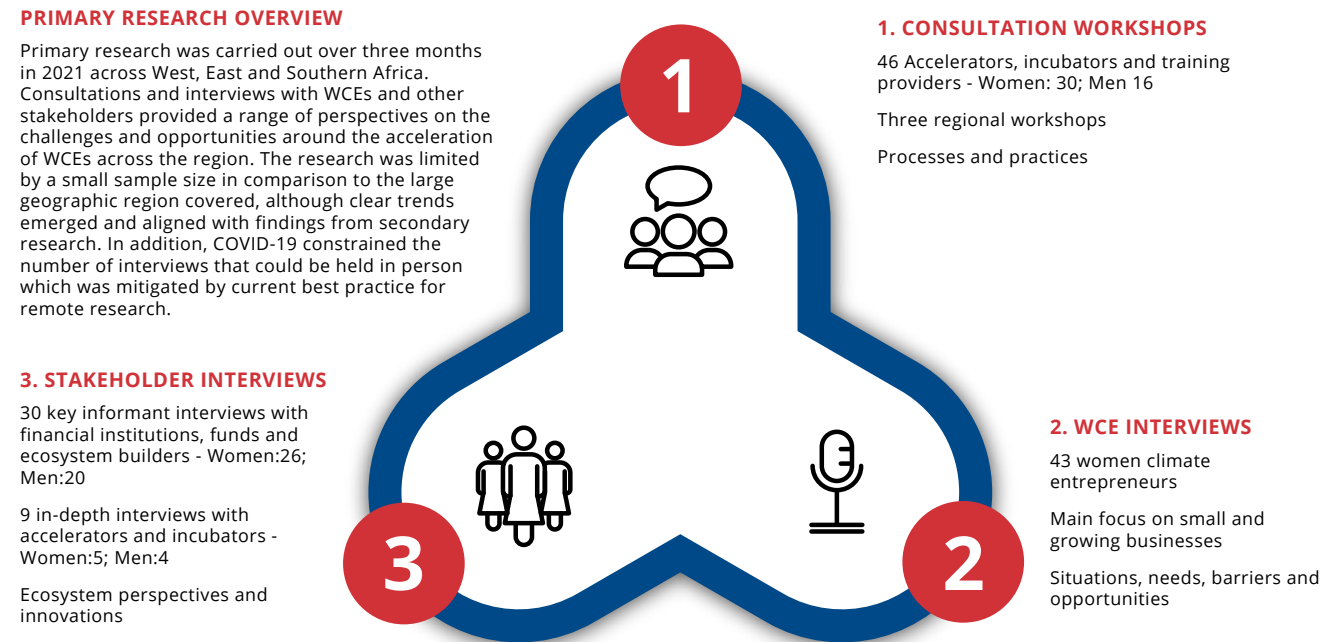 PRIMARY RESEARCH OVERVIEW
Primary research was carried out over three months
in 2021 across West, East and Southern Africa.
Consultations and interviews with WCEs and other
stakeholders provided a range of perspectives on the
challenges and opportunities around the acceleration
of WCEs across the region. The research was limited
by a small sample size in comparison to the large
geographic region covered, although clear trends
emerged and aligned with findings from secondary
research. In addition, COVID-19 constrained the
number of interviews that could be held in person
which was mitigated by current best practice for
remote research.
1
1. CONSULTATION WORKSHOPS
46 Accelerators, incubators and training
providers - Women: 30; Men 16
Three regional workshops
Processes and practices
2
2. WCE INTERVIEWS
43 women climate
entrepreneurs
Main focus on small and
growing businesses
Situations, needs, barriers and
opportunities
3
3. STAKEHOLDER INTERVIEWS
30 key informant interviews with
financial institutions, funds and
ecosystem builders - Women:26;
Men:20
9 in-depth interviews with
accelerators and incubators -
Women:5; Men:4
Ecosystem perspectives and
innovations